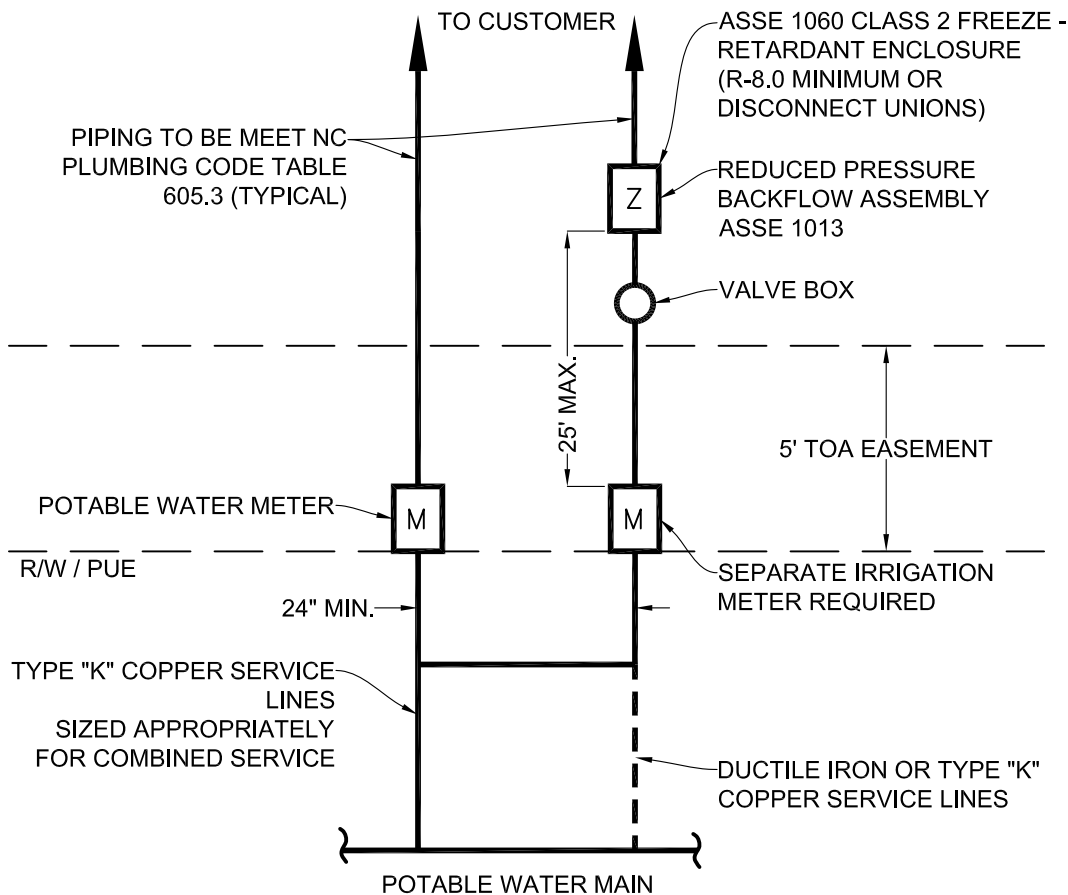 TO CUSTOMER
ASSE 1060 CLASS 2 FREEZE -
RETARDANT ENCLOSURE
(R-8.0 MINIMUM OR
DISCONNECT UNIONS)
PIPING TO BE MEET NC
PLUMBING CODE TABLE
605.3 (TYPICAL)
Z
REDUCED PRESSURE
BACKFLOW ASSEMBLY
ASSE 1013
VALVE BOX
25' MAX.
5' TOA EASEMENT
POTABLE WATER METER
M
M
R/W / PUE
SEPARATE IRRIGATION
METER REQUIRED
24" MIN.
TYPE "K" COPPER SERVICE
LINES
SIZED APPROPRIATELY
FOR COMBINED SERVICE
DUCTILE IRON OR TYPE "K"
COPPER SERVICE LINES
POTABLE WATER MAIN